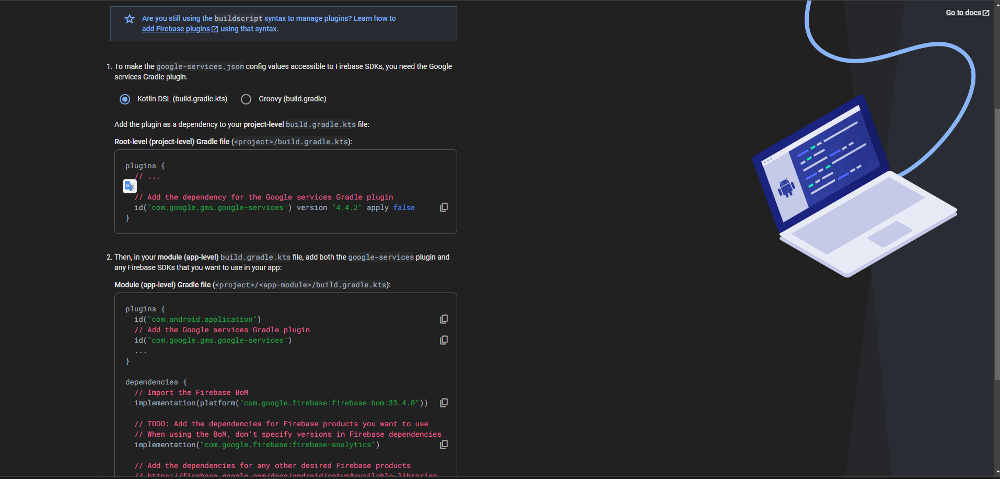 Go to docs
Are you still using the buildscript syntax to manage plugins? Learn how to
add Firebase plugins using that syntax.
1. To make the google-services.json config values accessible to Firebase SDKs, you need the Google
services Gradle plugin.
Kotlin DSL (build.gradle.kts) Groovy (build.gradle)
Add the plugin as a dependency to your project-level build.gradle.kts file:
Root-level (project-level) Gradle file (<project>/build.gradle.kts):
plugins {
// ...
// Add the dependency for the Google services Gradle plugin
id("com.google.gms.google-services") version "4.4.2" apply false
}
2. Then, in your module (app-level) build.gradle.kts file, add both the google-services plugin and
any Firebase SDKs that you want to use in your app:
Module (app-level) Gradle file (<project>/<app-module>/build.gradle.kts):
plugins {
id("com.android.application")
// Add the Google services Gradle plugin
id("com.google.gms.google-services")
...
}
dependencies {
// Import the Firebase BoM
implementation(platform("com.google.firebase:firebase-bom:33.4.0"))
// TODO: Add the dependencies for Firebase products you want to use
// When using the BoM, don't specify versions in Firebase dependencies
implementation("com.google.firebase:firebase-analytics")
// Add the dependencies for any other desired Firebase products
// https://firebase.google.com/docs/android/setup#available-libraries